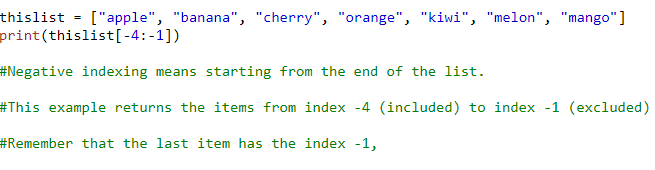 thislist = ["apple", "banana", "cherry", "orange", "kiwi", "melon", "mango"]
print(thislist[-4:-1])
#Negative indexing means starting from the end of the list.
#This example returns the items from index -4 (included) to index -1 (excluded)
#Remember that the last item has the index -1,